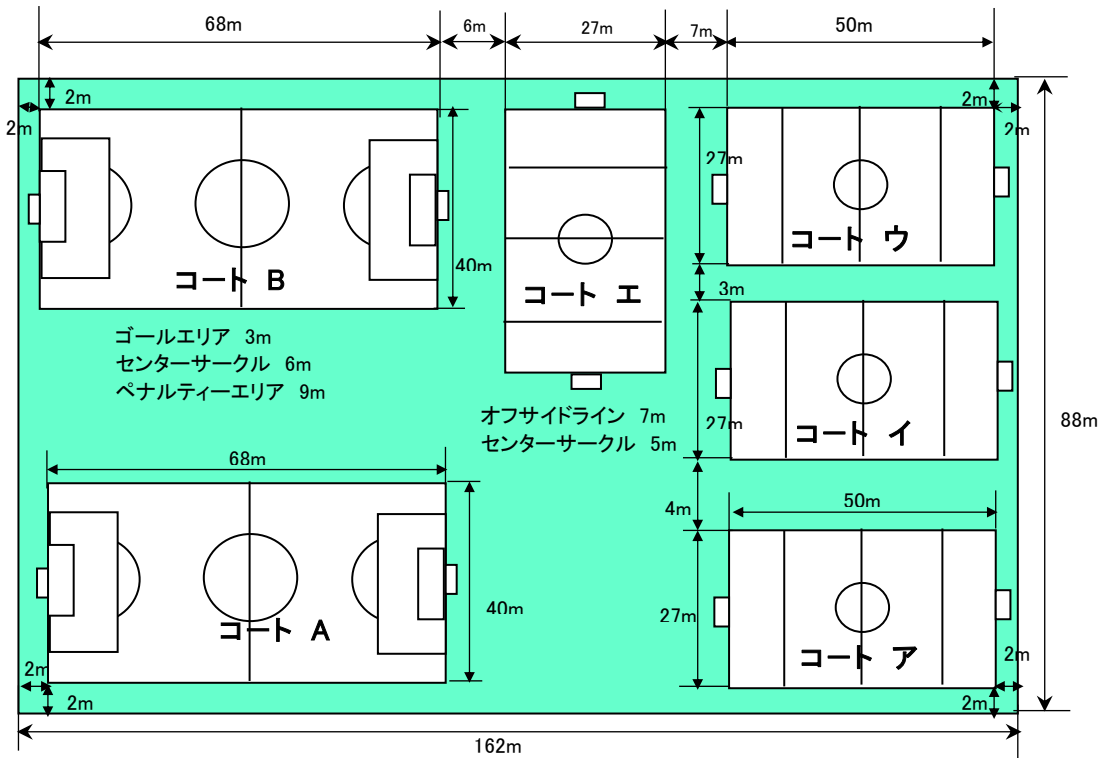 68m
6m
27m
7m
50m
2m
2m
2m
2m
27m
40m
コート B
コート エ
コート ウ
3m
ゴールエリア 3m
センターサークル 6m
ペナルティーエリア 9m
オフサイドライン 7m
センターサークル 5m
27m
コート イ
88m
68m
4m
50m
40m
27m
コート A
コート ア
2m
2m
2m
2m
162m